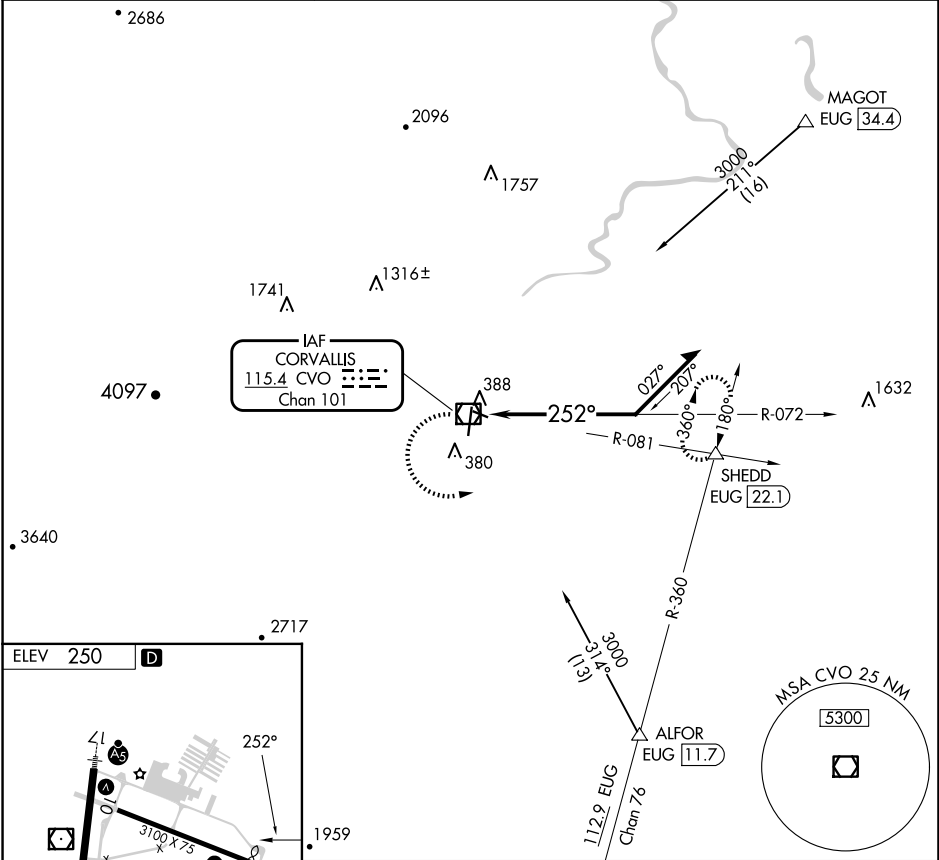 2686
MAGOT
EUG 34.4
2096
3000
211°
(16)
1757
1316±
1741
IAF
CORVALLIS
115.4 CVO
Chan 101
4097
388
252°
027°
207°
360°
180°
R-072
1632
R-081
380
SHEDD
EUG 22.1
3640
R-360
2717
3000
314°
(13)
ELEV 250 D
MSA CVO 25 NM
5300
ALFOR
EUG 11.7
112.9 EUG
Chan 76
17
A5
252°
V
10
3100 X 75
1959